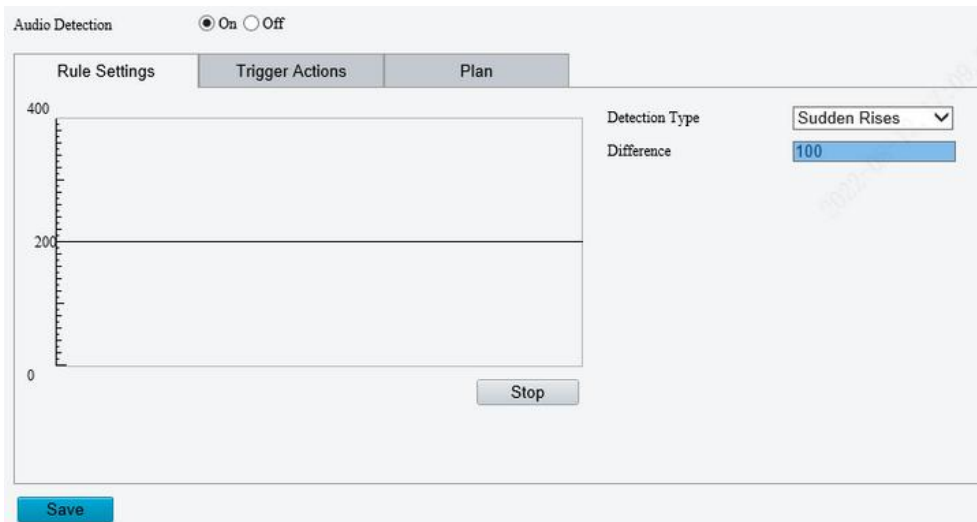 Audio Detection On Off
Rule Settings Trigger Actions Plan
400
Detection Type Sudden Rises
Difference 100
200
0
Stop
Save